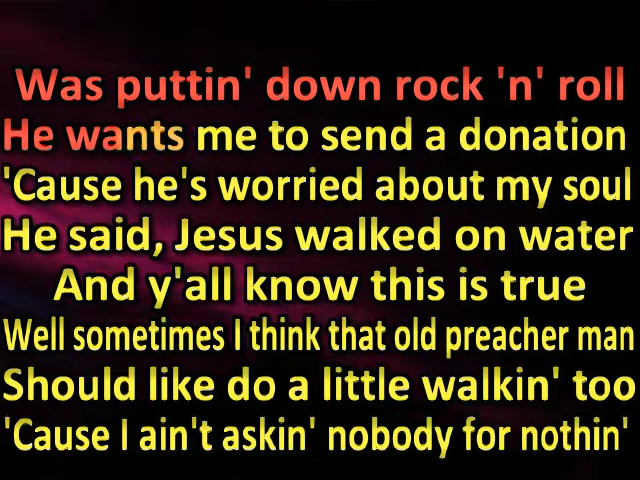 Was puttin' down rock 'n' roll
He wants me to send a donation
'Cause he's worried about my soul
He said, Jesus walked on water
And y'all know this is true
Well sometimes I think that old preacher man
Should like do a little walkin' too
'Cause I ain't askin' nobody for nothin'